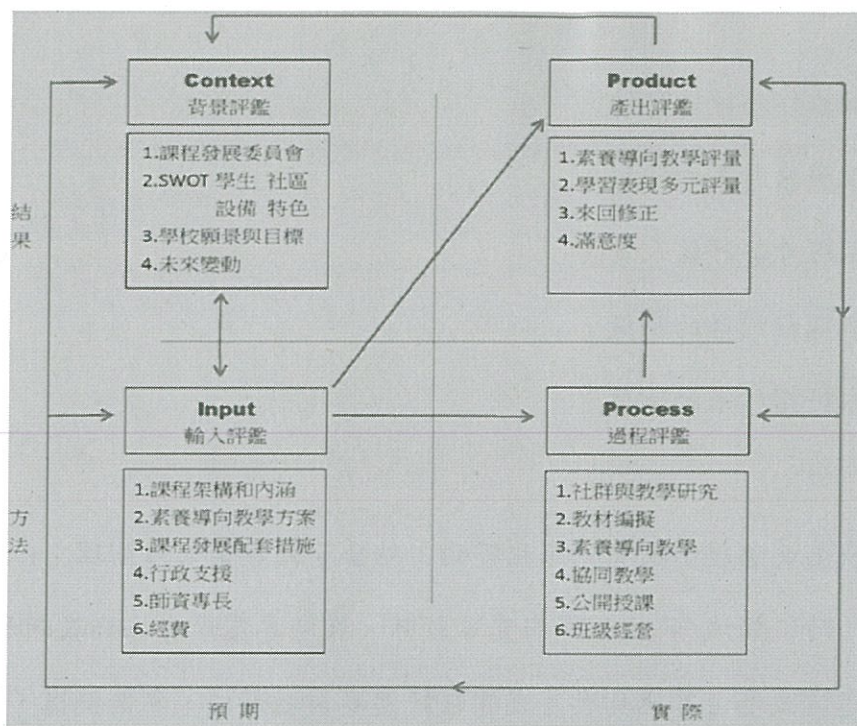 Context
背景評鑑
1.課程發展委員會
2.SWOT 學生 社區
設備 特色
3.學校願景與目標
4.未來變動
Product
產出評鑑
1.素養導向教學評量
2.學習表現多元評量
3.來回修正
4.滿意度
結
果
Input
輸入評鑑
1.課程架構和內涵
2.素養導向教學方案
3.課程發展配套措施
4.行政支援
5.師資專長
6.經費
Process
過程評鑑
1.社群與教學研究
2.教材編擬
3.素養導向教學
4.協同教學
5.公開授課
6.班級經營
方
法
預 期
實 際